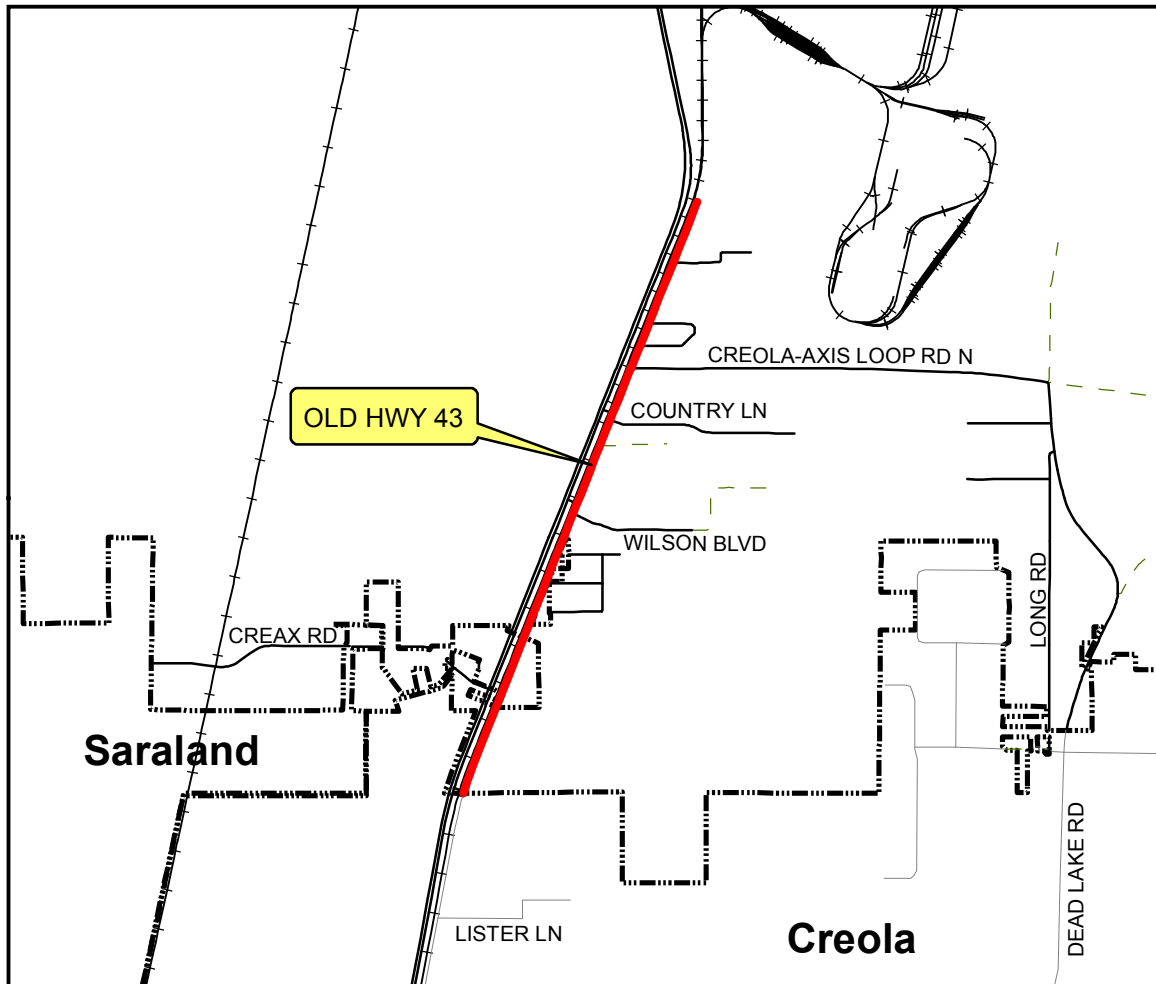 CREOLA-AXIS LOOP RD N
OLD HWY 43
COUNTRY LN
WILSON BLVD
CREAX RD
LONG RD
Saraland
DEAD LAKE RD
LISTER LN
Creola